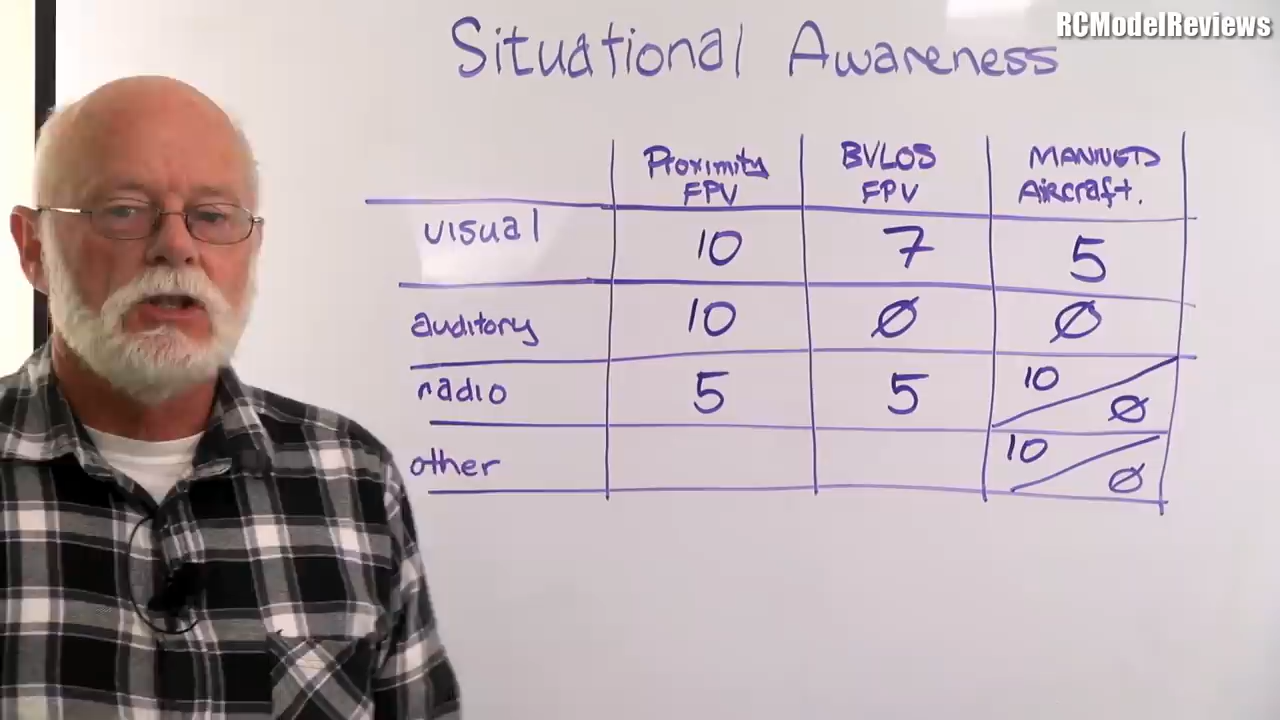 RCModelReviews
Situational Awareness
Proximity FPV BVLOS FPV MANNED Aircraft.
visual 10 7 5
auditory 10 Ø Ø
radio 5 5 10 Ø
other 10 Ø